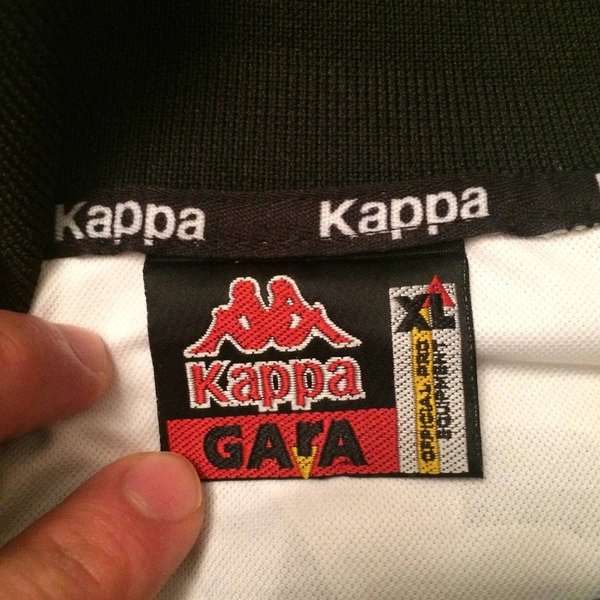 Kappa Kappa
Kappa
GARA
XL
OFFICIAL PRO
EQUIPMENT